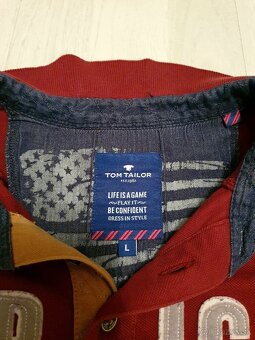 TOM TAILOR
EST.1962
LIFE IS A GAME
PLAY IT
BE CONFIDENT
DRESS IN STYLE
L